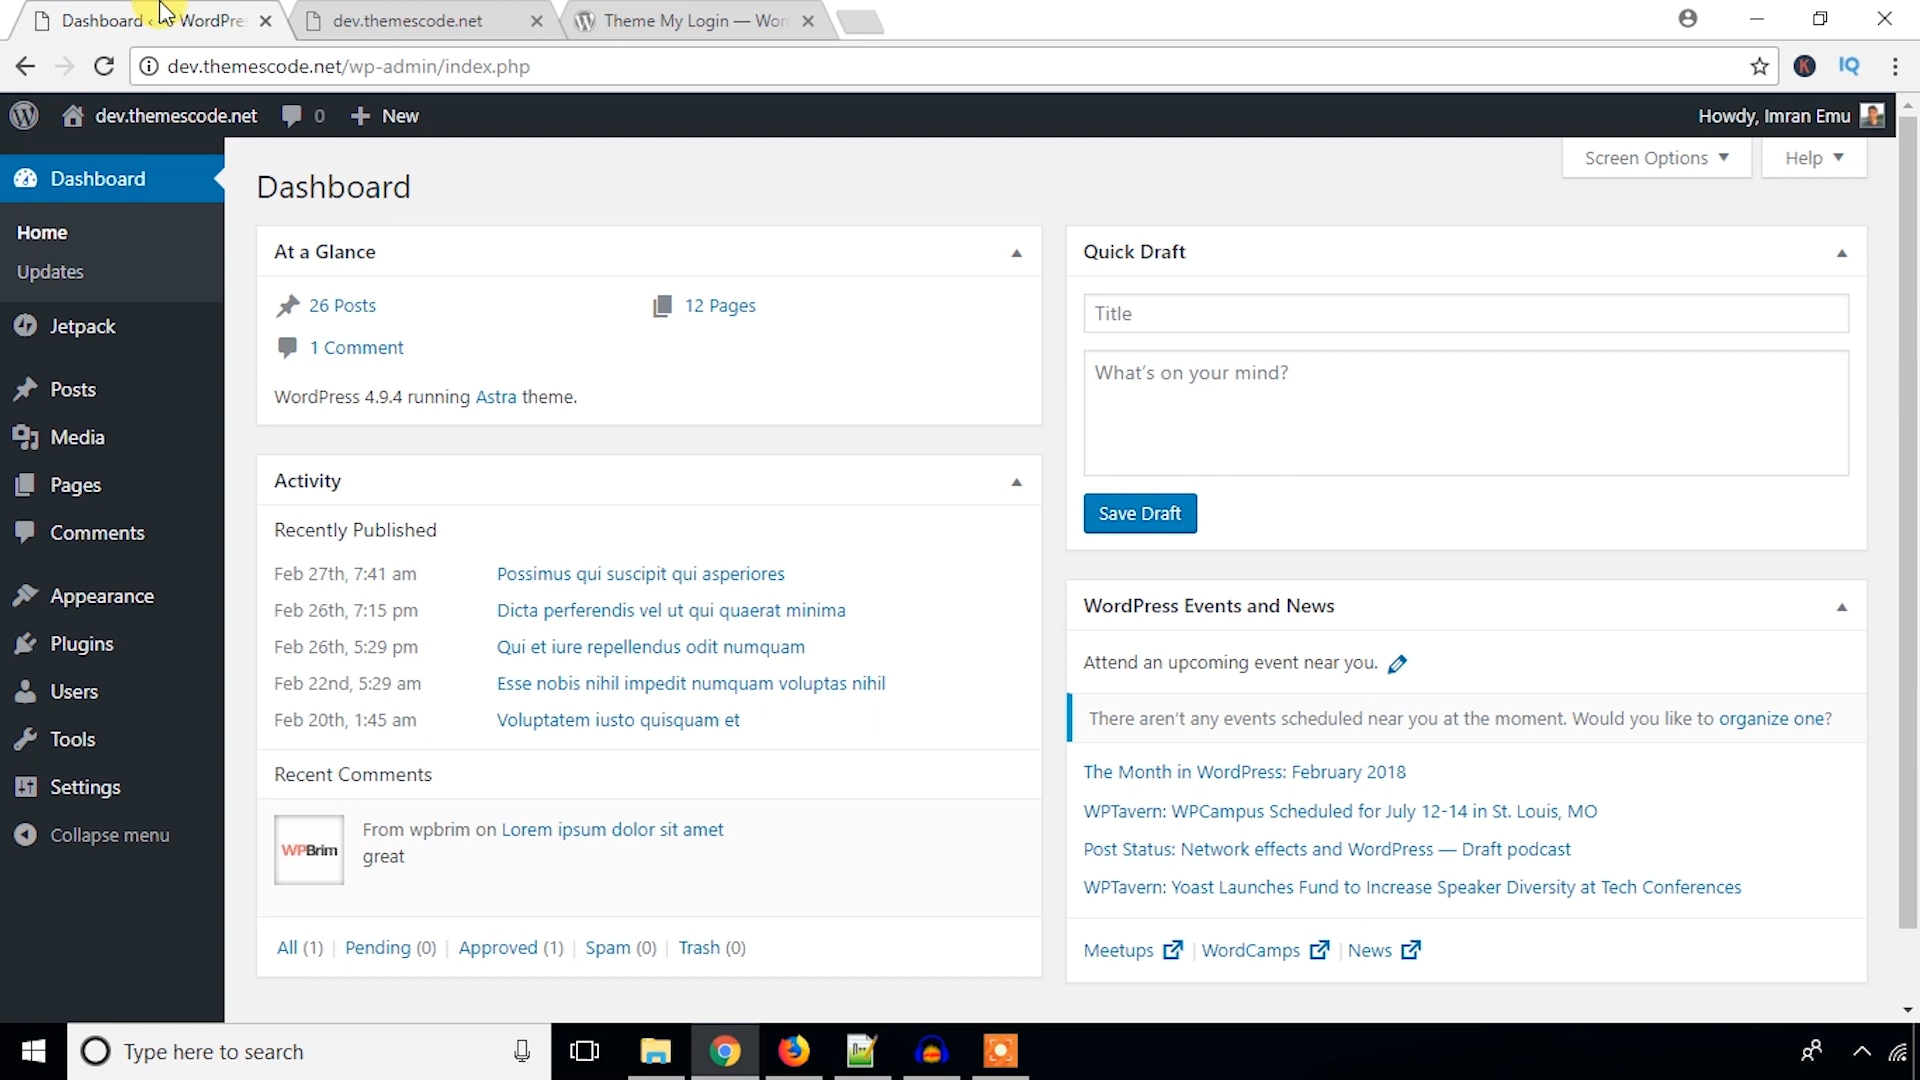 Dashboard ‹ WordPre
dev.themescode.net
Theme My Login — Wor
dev.themescode.net/wp-admin/index.php
K
IQ
dev.themescode.net
0
New
Howdy, Imran Emu
Dashboard
Home
Updates
Jetpack
Posts
Media
Pages
Comments
Appearance
Plugins
Users
Tools
Settings
Collapse menu
Screen Options
Help
Dashboard
At a Glance
26 Posts
12 Pages
1 Comment
WordPress 4.9.4 running Astra theme.
Activity
Recently Published
Feb 27th, 7:41 am Possimus qui suscipit qui asperiores
Feb 26th, 7:15 pm Dicta perferendis vel ut qui quaerat minima
Feb 26th, 5:29 pm Qui et iure repellendus odit numquam
Feb 22nd, 5:29 am Esse nobis nihil impedit numquam voluptas nihil
Feb 20th, 1:45 am Voluptatem iusto quisquam et
Recent Comments
WPBrim
From wpbrim on Lorem ipsum dolor sit amet
great
All (1) | Pending (0) | Approved (1) | Spam (0) | Trash (0)
Quick Draft
Title
What's on your mind?
Save Draft
WordPress Events and News
Attend an upcoming event near you.
There aren't any events scheduled near you at the moment. Would you like to organize one?
The Month in WordPress: February 2018
WPTavern: WPCampus Scheduled for July 12-14 in St. Louis, MO
Post Status: Network effects and WordPress — Draft podcast
WPTavern: Yoast Launches Fund to Increase Speaker Diversity at Tech Conferences
Meetups | WordCamps | News
Type here to search